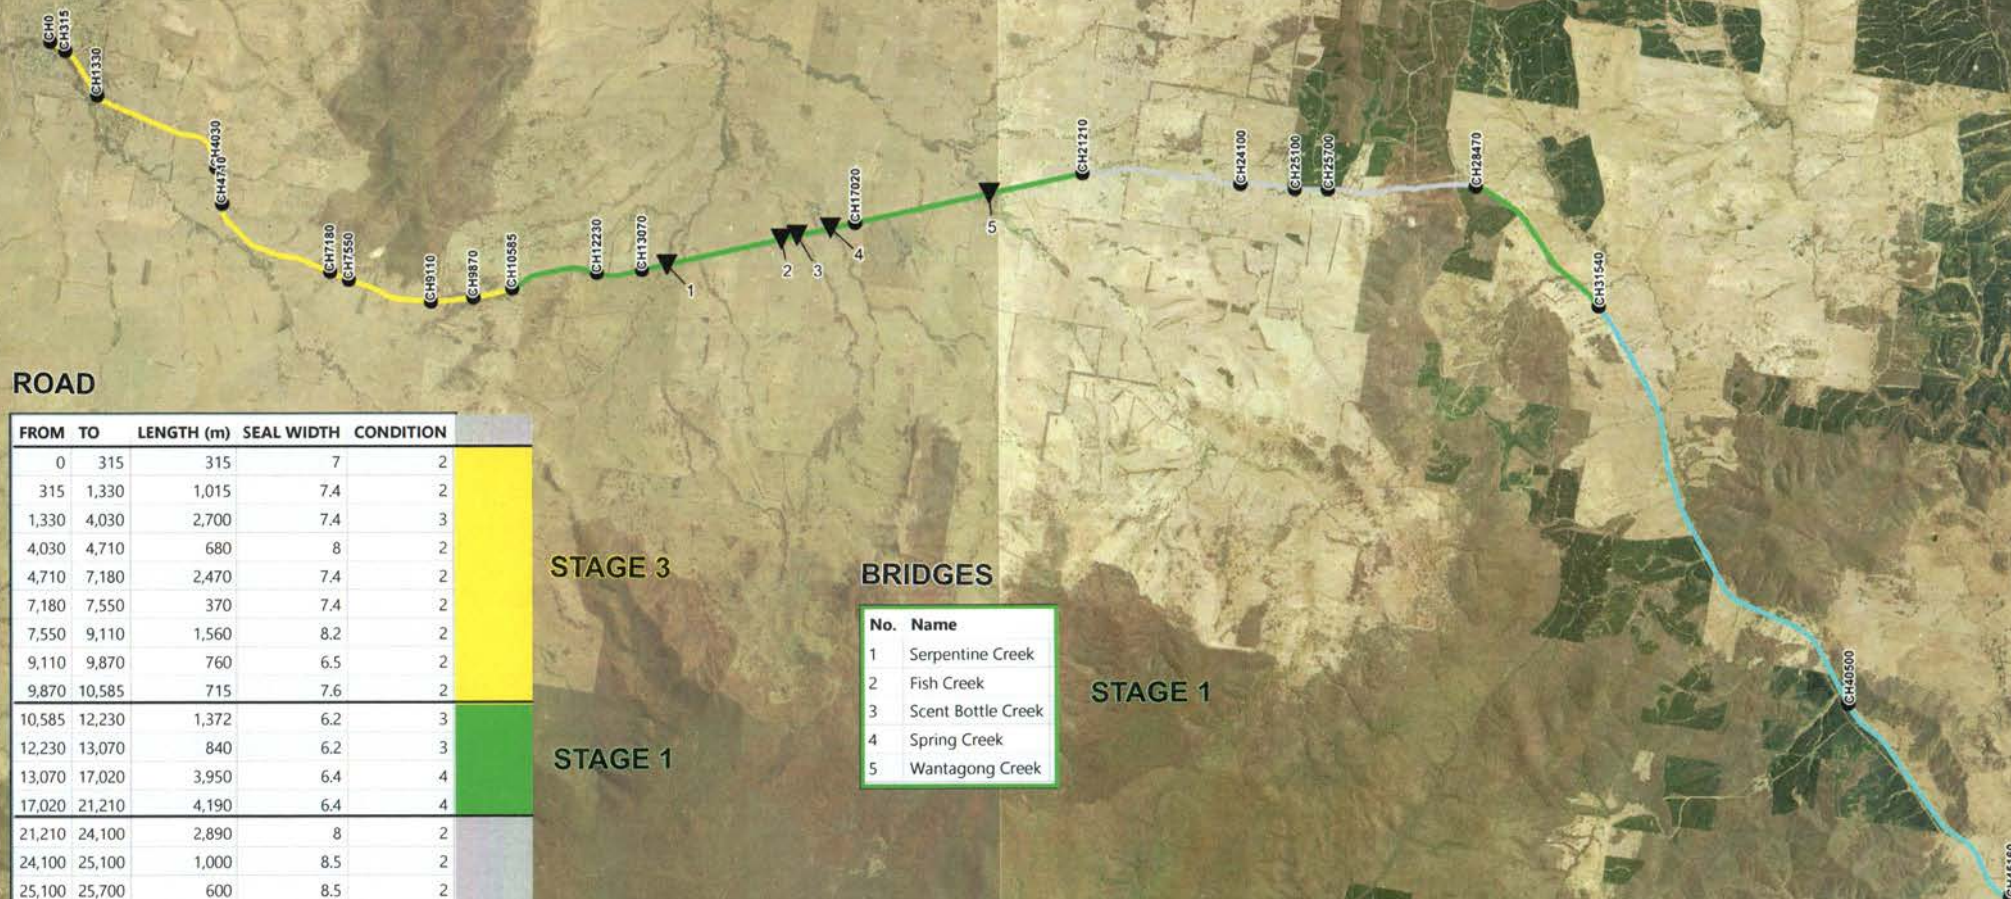 CH0
CH315
CH1330
CH4030
CH4710
CH7180
CH7550
CH9110
CH9870
CH10585
CH12230
CH13070
1
2
3
4
CH17020
5
CH21210
CH24100
CH25100
CH25700
CH28470
CH31540
CH40500
ROAD
FROM TO LENGTH (m) SEAL WIDTH CONDITION
0 315 315 7 2
315 1,330 1,015 7.4 2
1,330 4,030 2,700 7.4 3
4,030 4,710 680 8 2
4,710 7,180 2,470 7.4 2
7,180 7,550 370 7.4 2
7,550 9,110 1,560 8.2 2
9,110 9,870 760 6.5 2
9,870 10,585 715 7.6 2
10,585 12,230 1,372 6.2 3
12,230 13,070 840 6.2 3
13,070 17,020 3,950 6.4 4
17,020 21,210 4,190 6.4 4
21,210 24,100 2,890 8 2
24,100 25,100 1,000 8.5 2
25,100 25,700 600 8.5 2
STAGE 3
STAGE 1
BRIDGES
No. Name
1 Serpentine Creek
2 Fish Creek
3 Scent Bottle Creek
4 Spring Creek
5 Wantagong Creek
STAGE 1